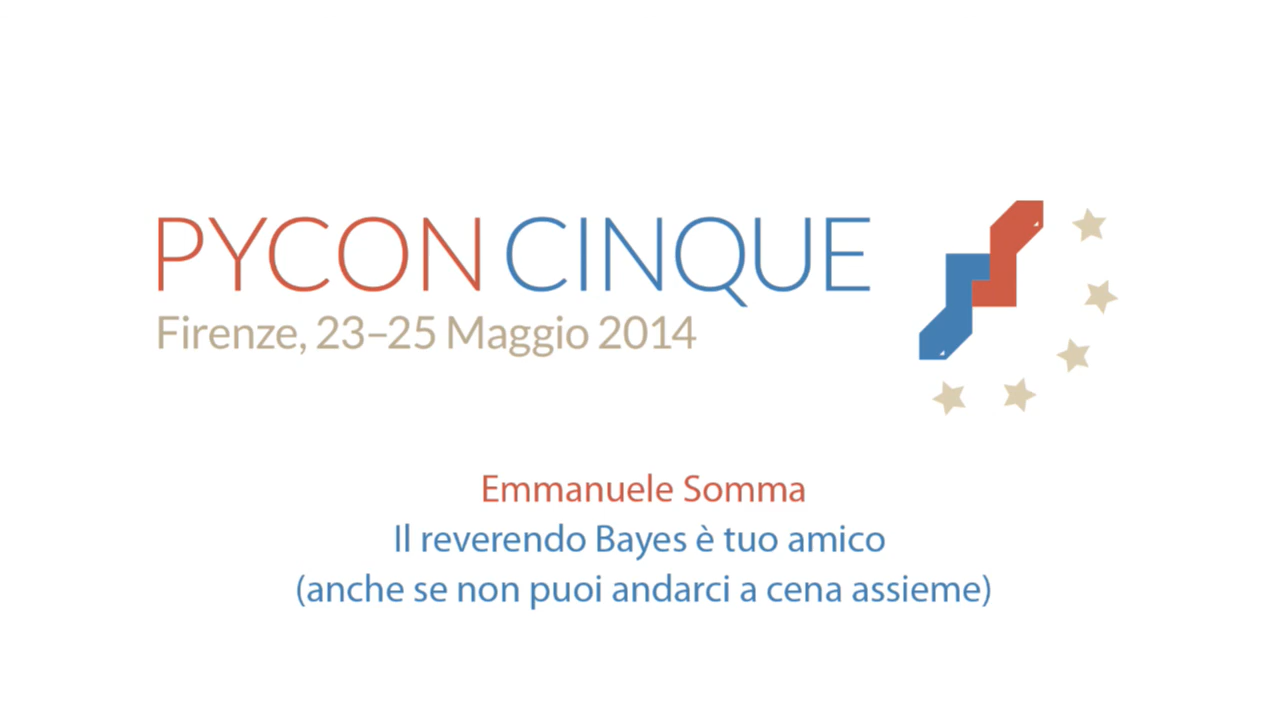 PYCON CINQUE
Firenze, 23–25 Maggio 2014
Emmanuele Somma
Il reverendo Bayes è tuo amico
(anche se non puoi andarci a cena assieme)